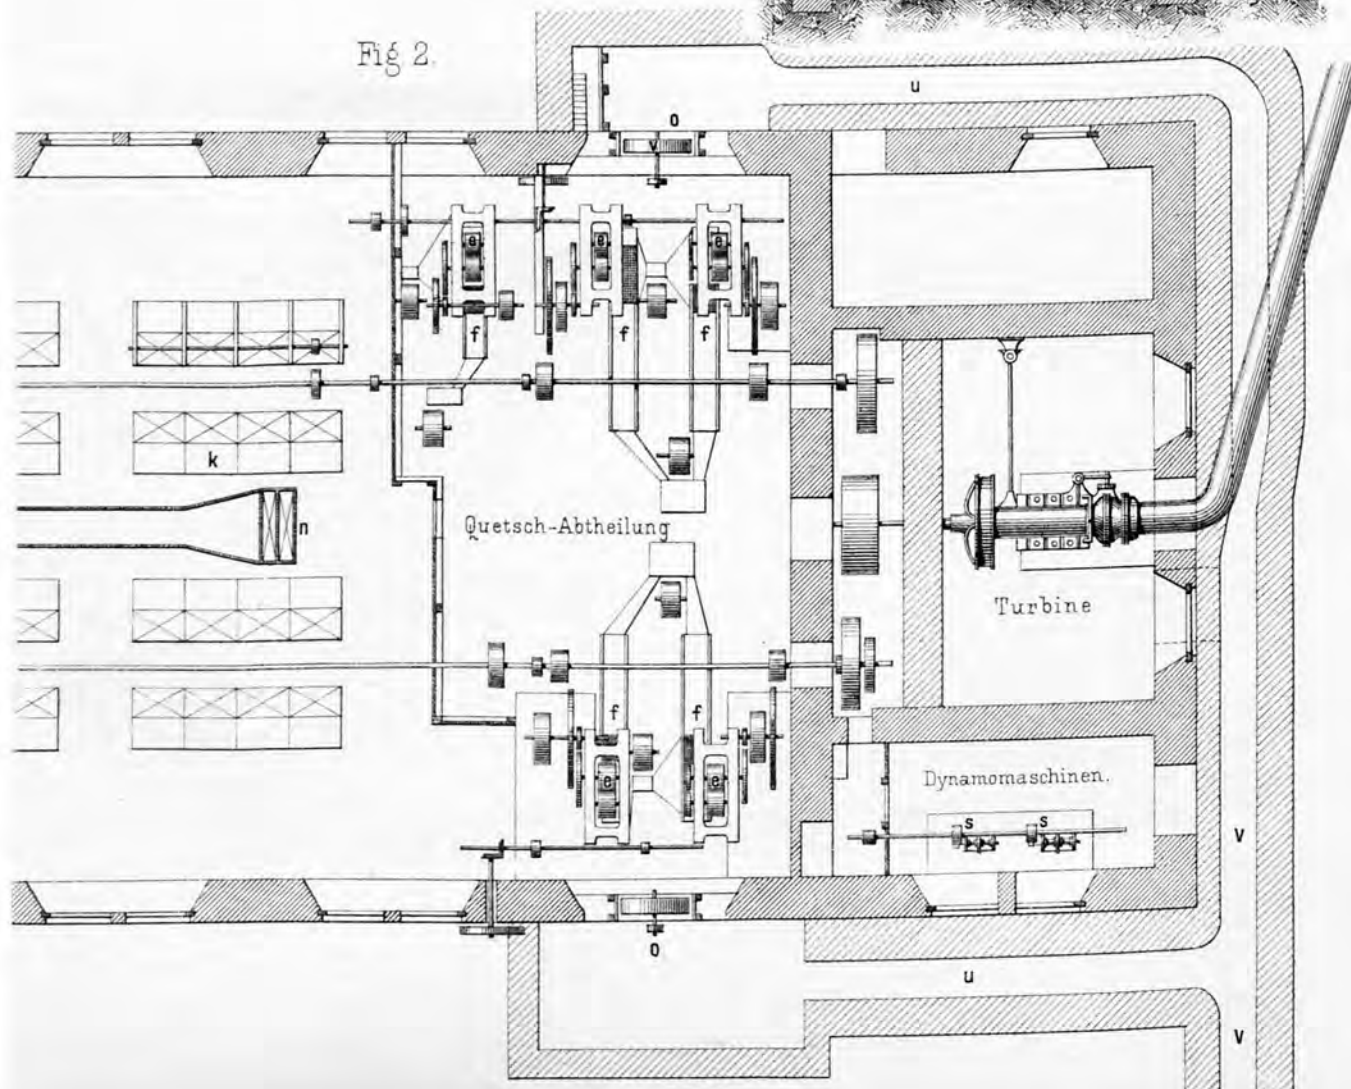 Fig 2.
u
o
v
e
e
e
f
f
f
k
n
Quetsch-Abtheilung
Turbine
f
f
e
e
Dynamomaschinen.
s
s
v
o
u
v